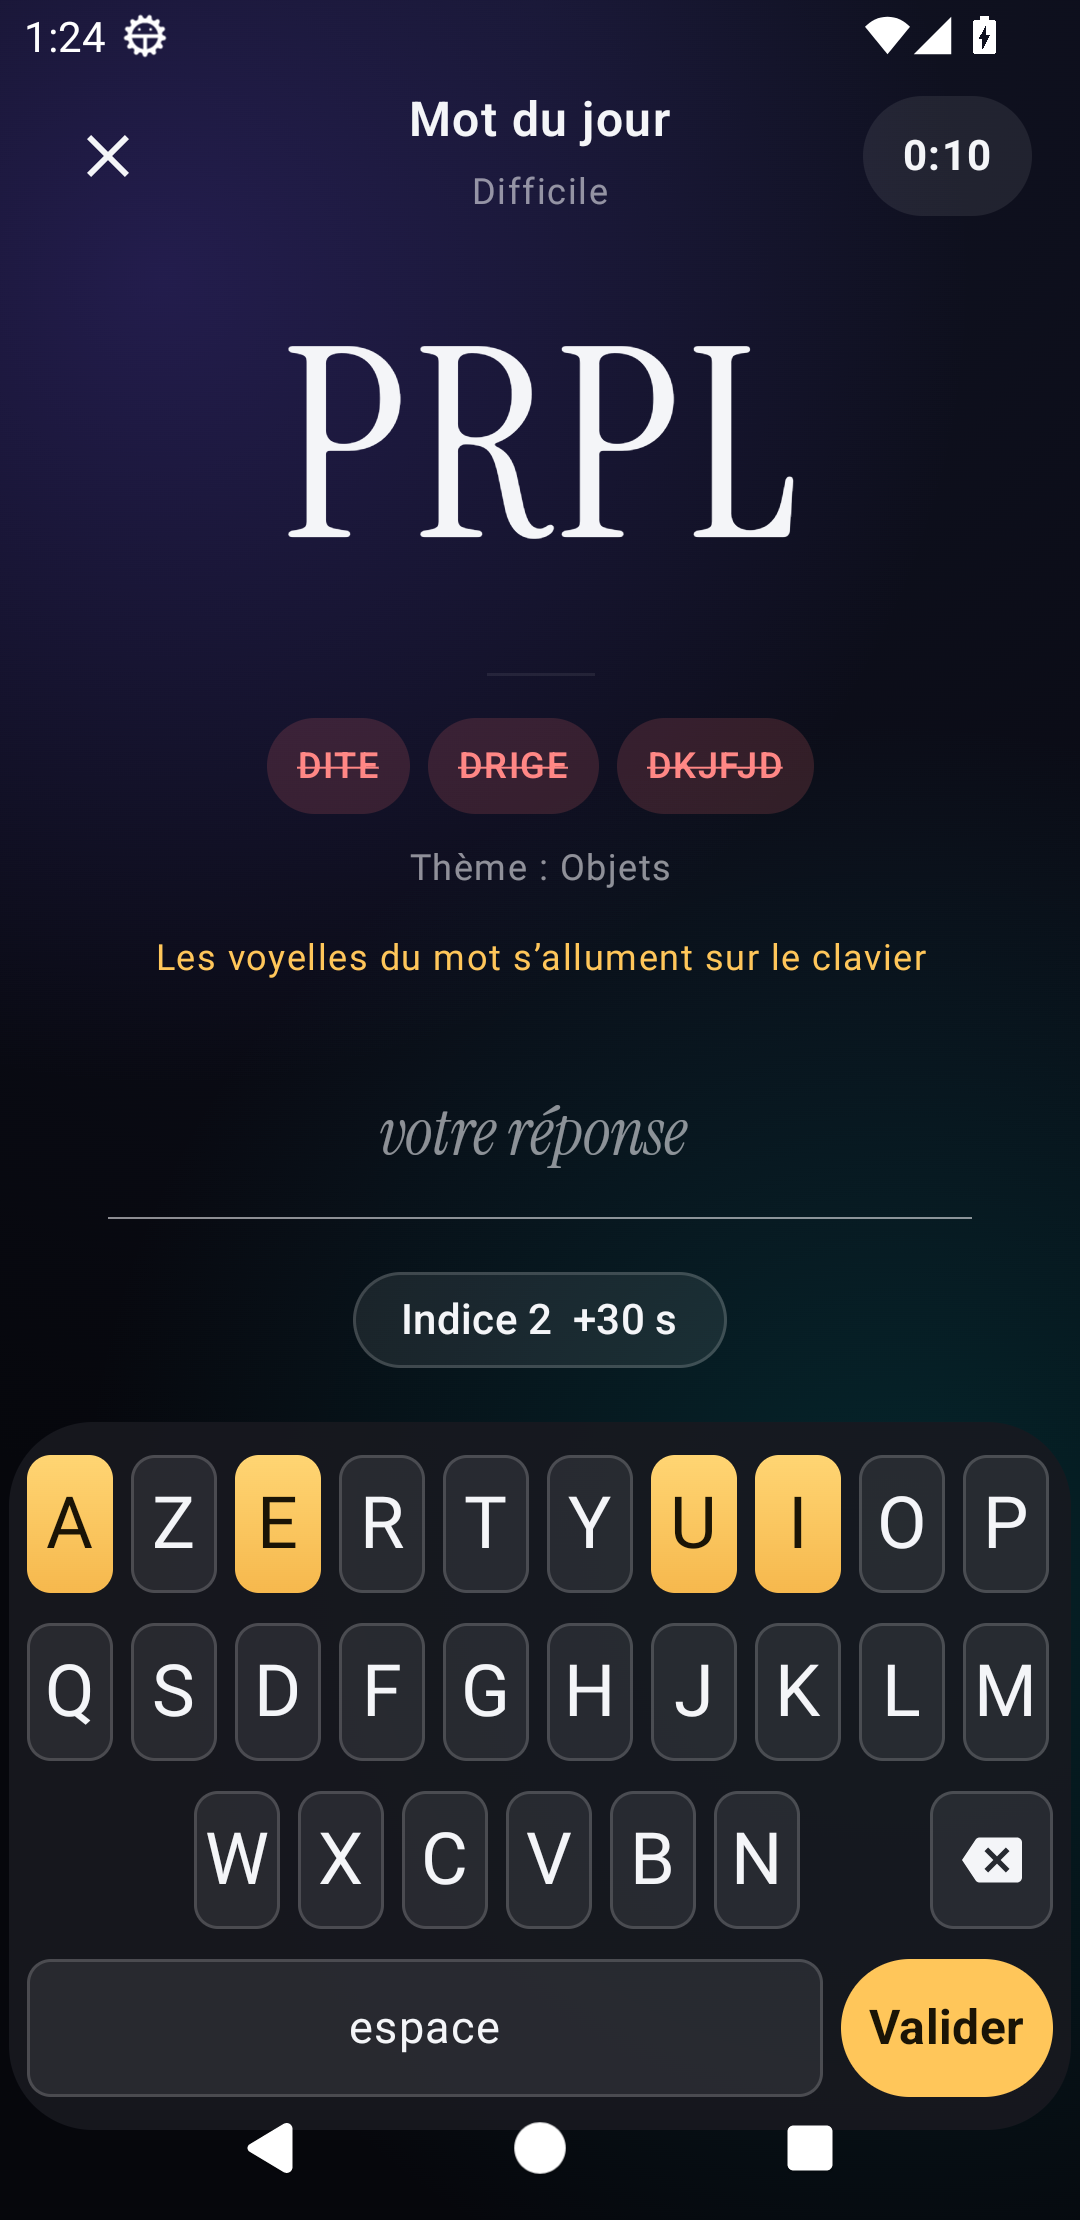 1:24
Mot du jour
0:10
Difficile
PRPL
DITE DRIGE DKJFJD
Thème : Objets
Les voyelles du mot s’allument sur le clavier
votre réponse
Indice 2 +30 s
A Z E R T Y U I O P
Q S D F G H J K L M
W X C V B N
espace Valider